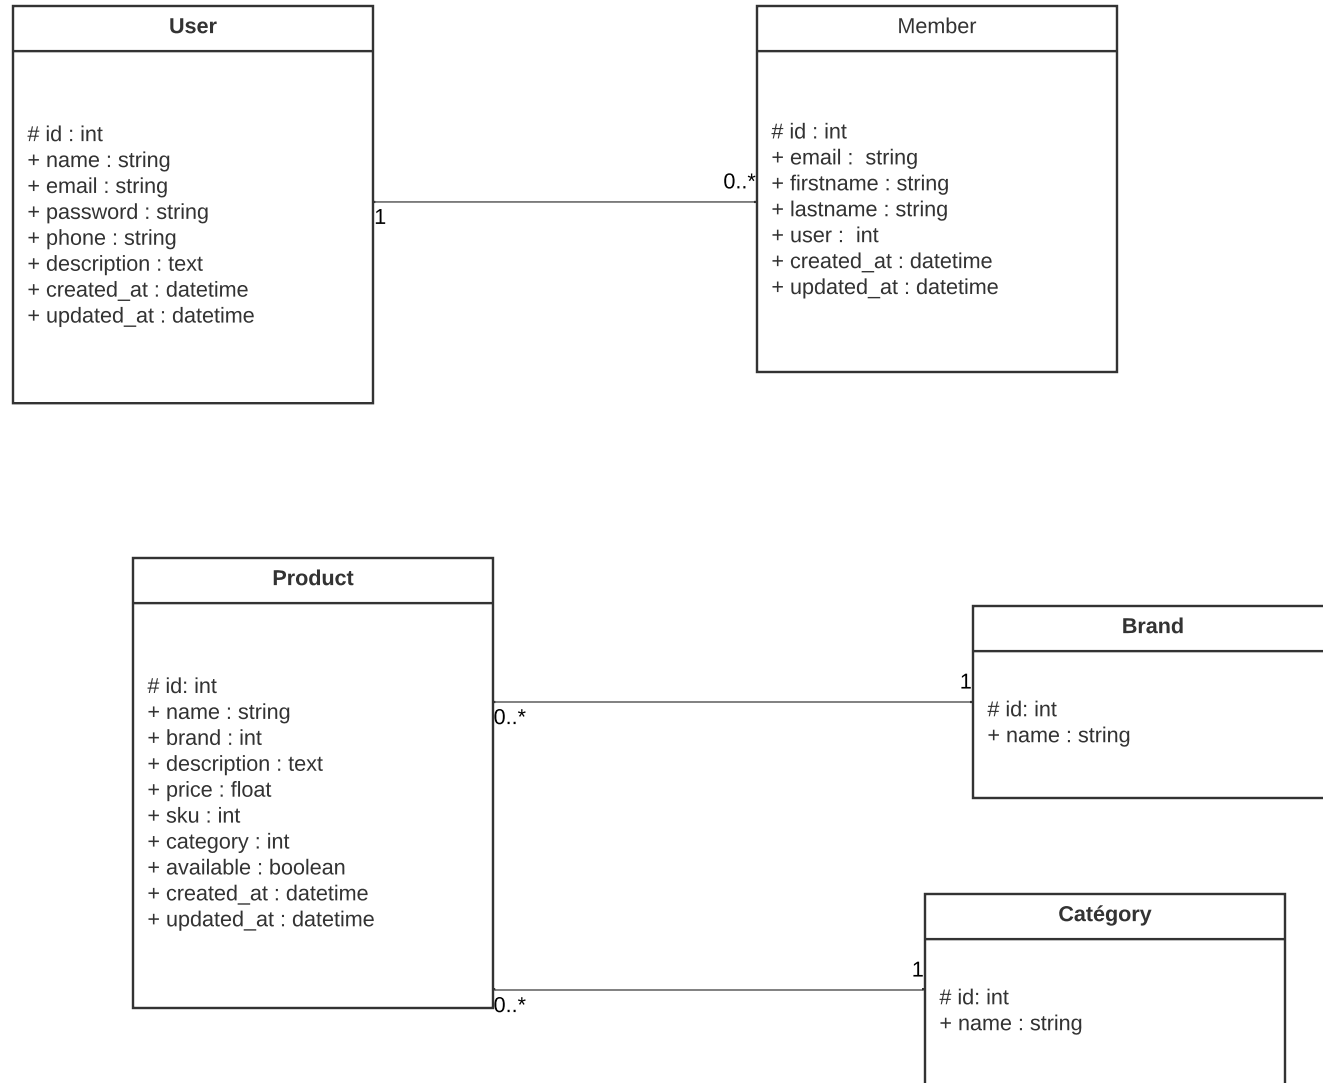 User
# id : int
+ name : string
+ email : string
+ password : string
+ phone : string
+ description : text
+ created_at : datetime
+ updated_at : datetime
1
0..*
Member
# id : int
+ email :  string
+ firstname : string
+ lastname : string
+ user :  int
+ created_at : datetime
+ updated_at : datetime
Product
# id: int
+ name : string
+ brand : int
+ description : text
+ price : float
+ sku : int
+ category : int
+ available : boolean
+ created_at : datetime
+ updated_at : datetime
0..*
1
Brand
# id: int
+ name : string
0..*
1
Catégory
# id: int
+ name : string